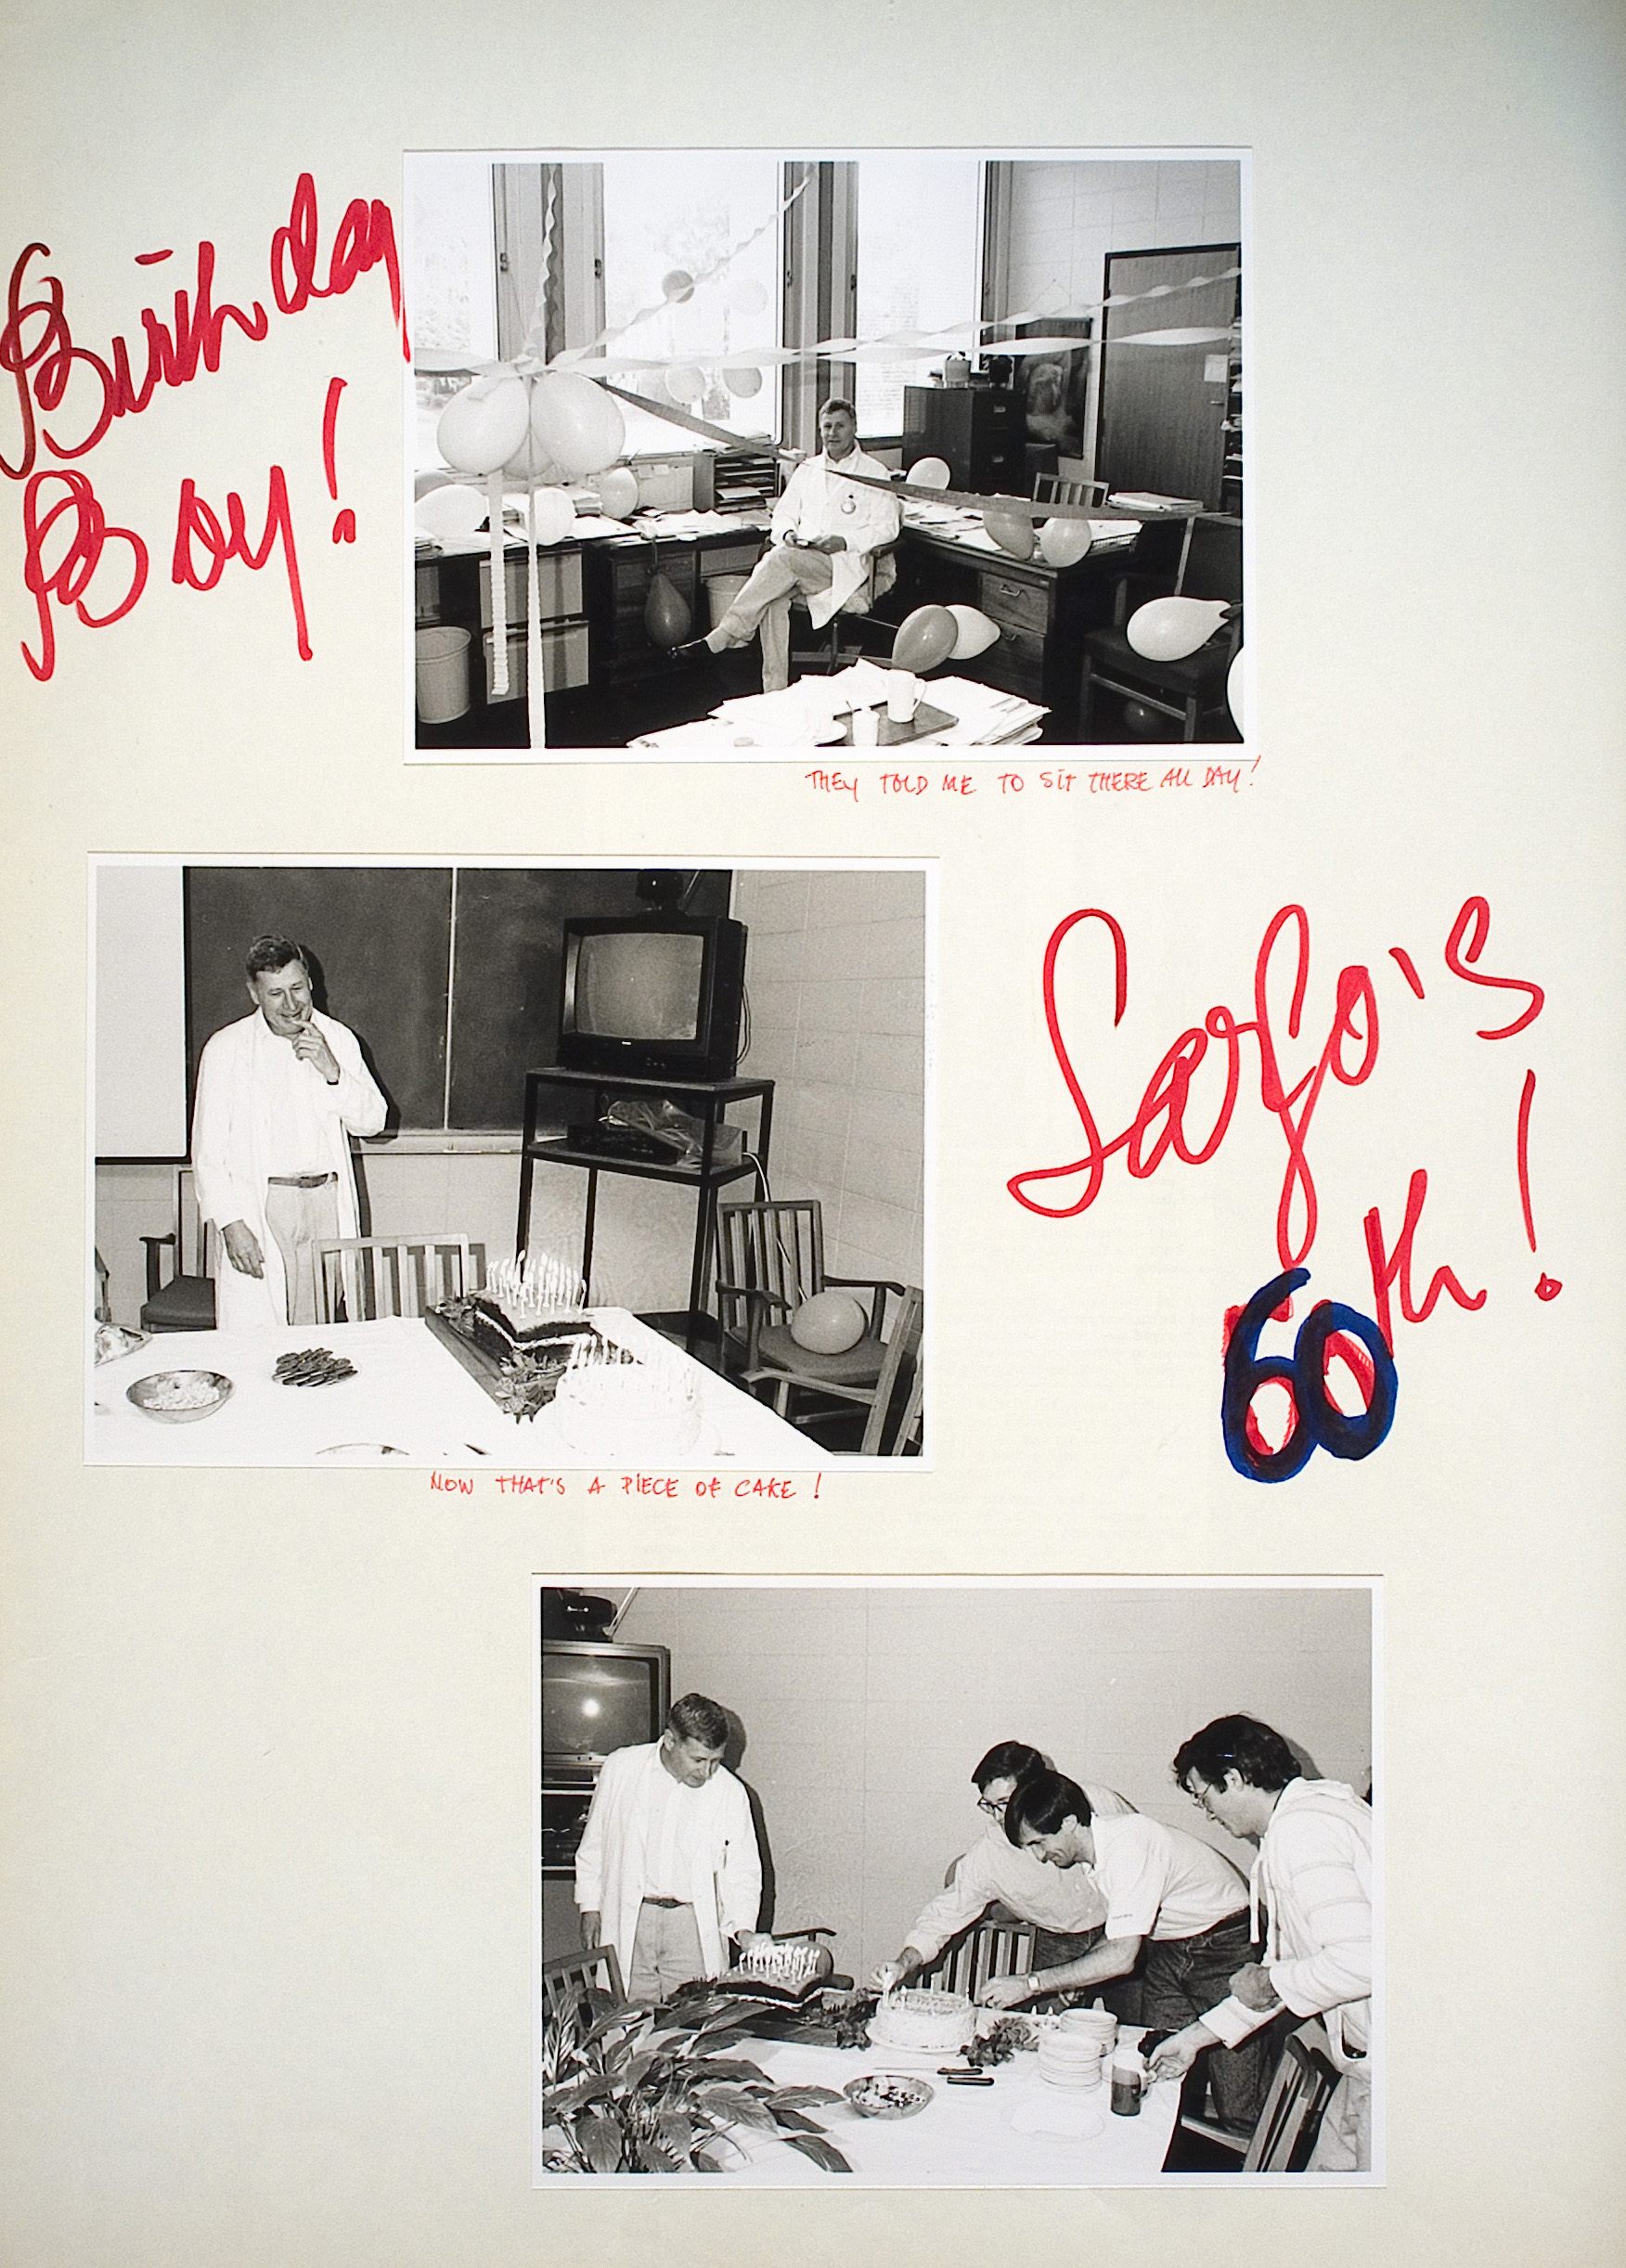 Birthday
Boy!
THEY TOLD ME TO SIT THERE ALL DAY!
Sarfo's
60th!
NOW THAT'S A PIECE OF CAKE!